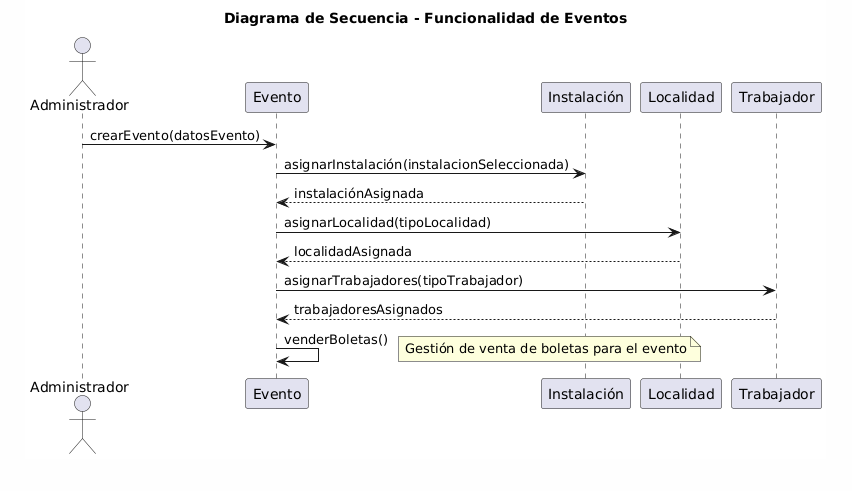 Diagrama de Secuencia - Funcionalidad de Eventos
Administrador
Evento
Instalación
Localidad
Trabajador
crearEvento(datosEvento)
asignarInstalación(instalacionSeleccionada)
instalaciónAsignada
asignarLocalidad(tipoLocalidad)
localidadAsignada
asignarTrabajadores(tipoTrabajador)
trabajadoresAsignados
venderBoletas()
Gestión de venta de boletas para el evento
Administrador
Evento
Instalación
Localidad
Trabajador